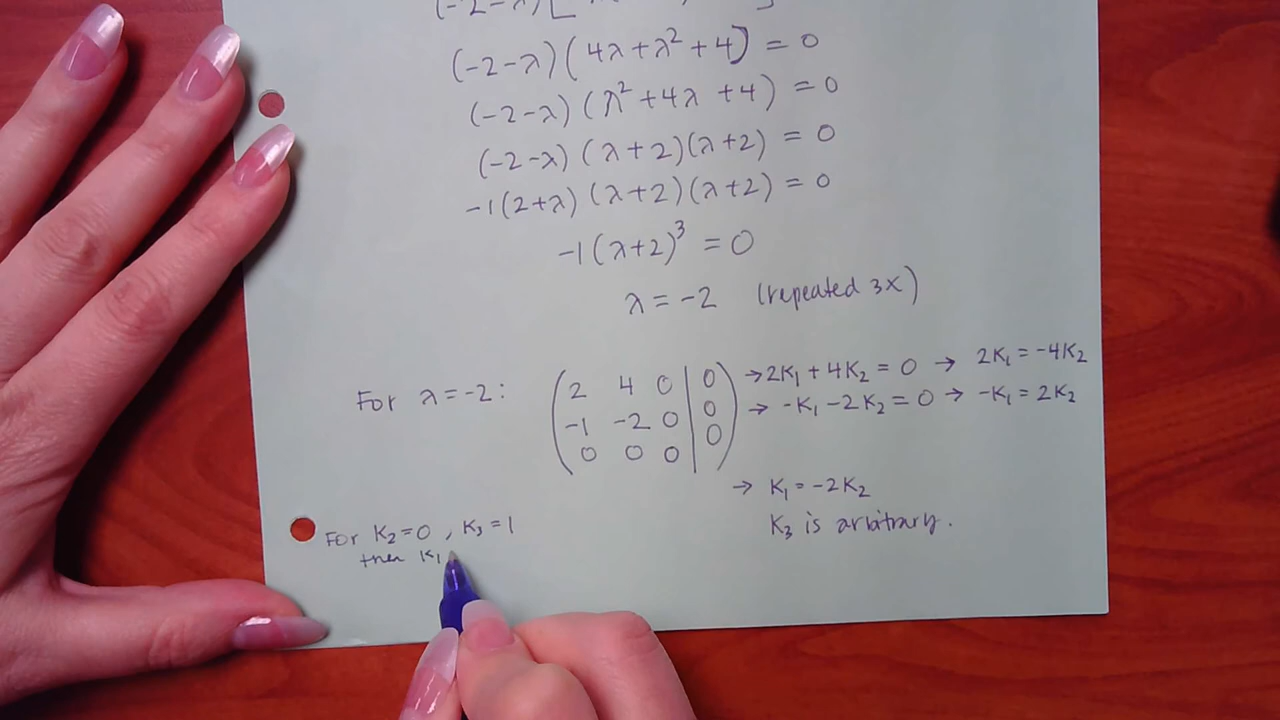 (-2-λ)[
(-2-λ)(4λ+λ²+4] = 0
(-2-λ)(λ²+4λ+4) = 0
(-2-λ)(λ+2)(λ+2) = 0
-1(2+λ)(λ+2)(λ+2) = 0
-1(λ+2)³ = 0
λ = -2 (repeated 3x)
For λ = -2:
2 4 0 | 0 → 2K₁ + 4K₂ = 0 → 2K₁ = -4K₂
-1 -2 0 | 0 → -K₁ - 2K₂ = 0 → -K₁ = 2K₂
0 0 0 | 0
→ K₁ = -2K₂
K₃ is arbitrary.
For K₂ = 0, K₃ = 1
then K₁